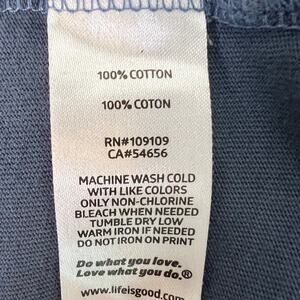 100% COTTON
100% COTON
RN#109109
CA#54656
MACHINE WASH COLD
WITH LIKE COLORS
ONLY NON-CHLORINE
BLEACH WHEN NEEDED
TUMBLE DRY LOW
WARM IRON IF NEEDED
DO NOT IRON ON PRINT
Do what you love.
Love what you do.®
www.lifeisgood.com